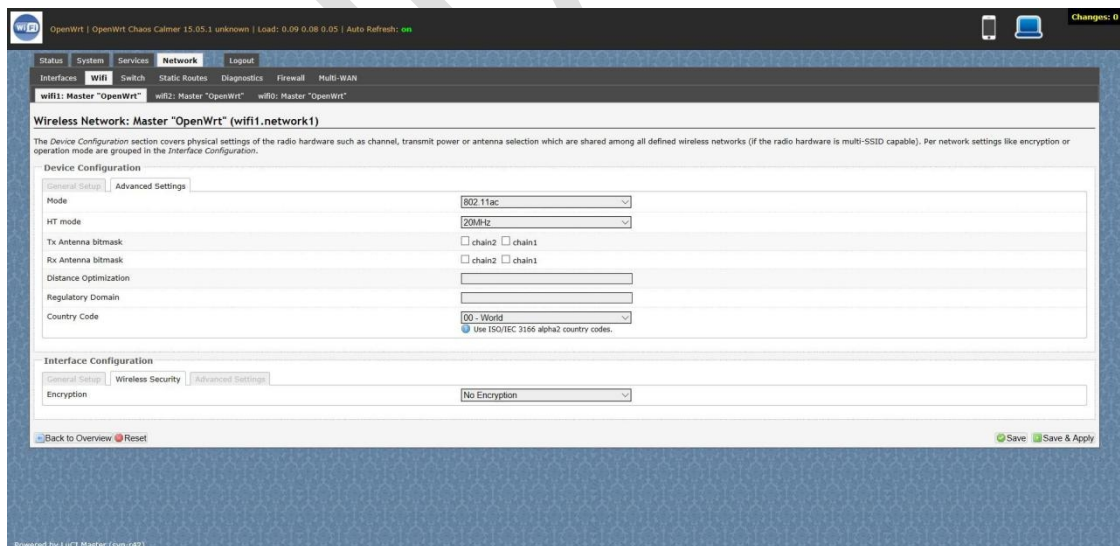 WiFi
OpenWrt | OpenWrt Chaos Calmer 15.05.1 unknown | Load: 0.09 0.08 0.05 | Auto Refresh: on
Changes: 0
Status System Services Network Logout
Interfaces Wifi Switch Static Routes Diagnostics Firewall Multi-WAN
wifi1: Master "OpenWrt" wifi2: Master "OpenWrt" wifi0: Master "OpenWrt"
Wireless Network: Master "OpenWrt" (wifi1.network1)
The Device Configuration section covers physical settings of the radio hardware such as channel, transmit power or antenna selection which are shared among all defined wireless networks (if the radio hardware is multi-SSID capable). Per network settings like encryption or
operation mode are grouped in the Interface Configuration.
Device Configuration
General Setup Advanced Settings
Mode 802.11ac
HT mode 20MHz
Tx Antenna bitmask chain2 chain1
Rx Antenna bitmask chain2 chain1
Distance Optimization
Regulatory Domain
Country Code 00 - World
Use ISO/IEC 3166 alpha2 country codes.
Interface Configuration
General Setup Wireless Security Advanced Settings
Encryption No Encryption
Back to Overview Reset Save Save & Apply
Powered by LuCI Master (svn-r42)